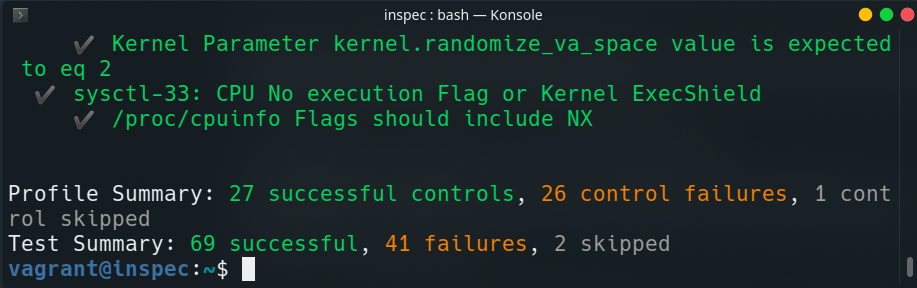 inspec : bash — Konsole
✔ Kernel Parameter kernel.randomize_va_space value is expected
to eq 2
✔ sysctl-33: CPU No execution Flag or Kernel ExecShield
✔ /proc/cpuinfo Flags should include NX
Profile Summary: 27 successful controls, 26 control failures, 1 cont
rol skipped
Test Summary: 69 successful, 41 failures, 2 skipped
vagrant@inspec:~$